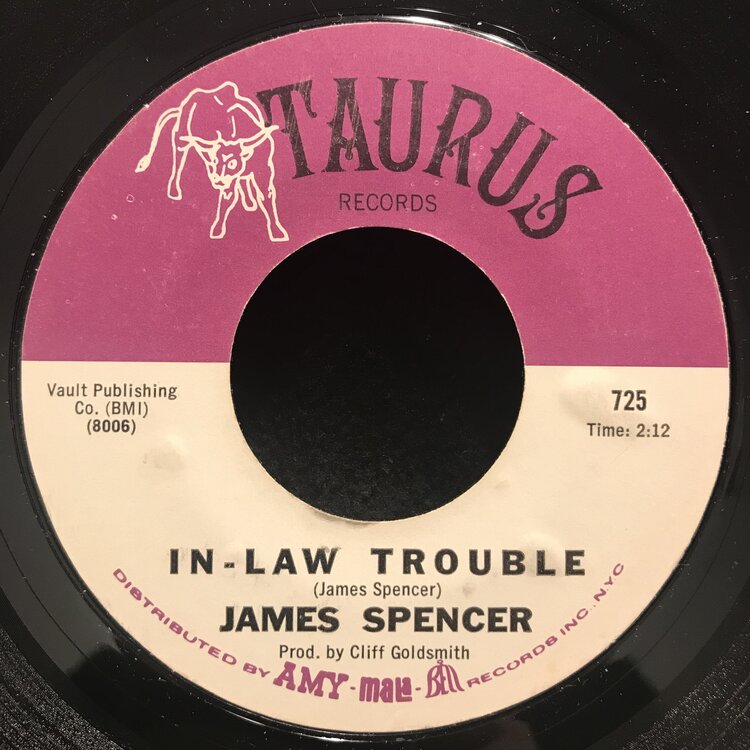 TAURUS
RECORDS
Vault Publishing
Co. (BMI)
(8006)
725
Time: 2:12
IN-LAW TROUBLE
(James Spencer)
JAMES SPENCER
Prod. by Cliff Goldsmith
DISTRIBUTED BY AMY-mala-BELL RECORDS INC., NYC